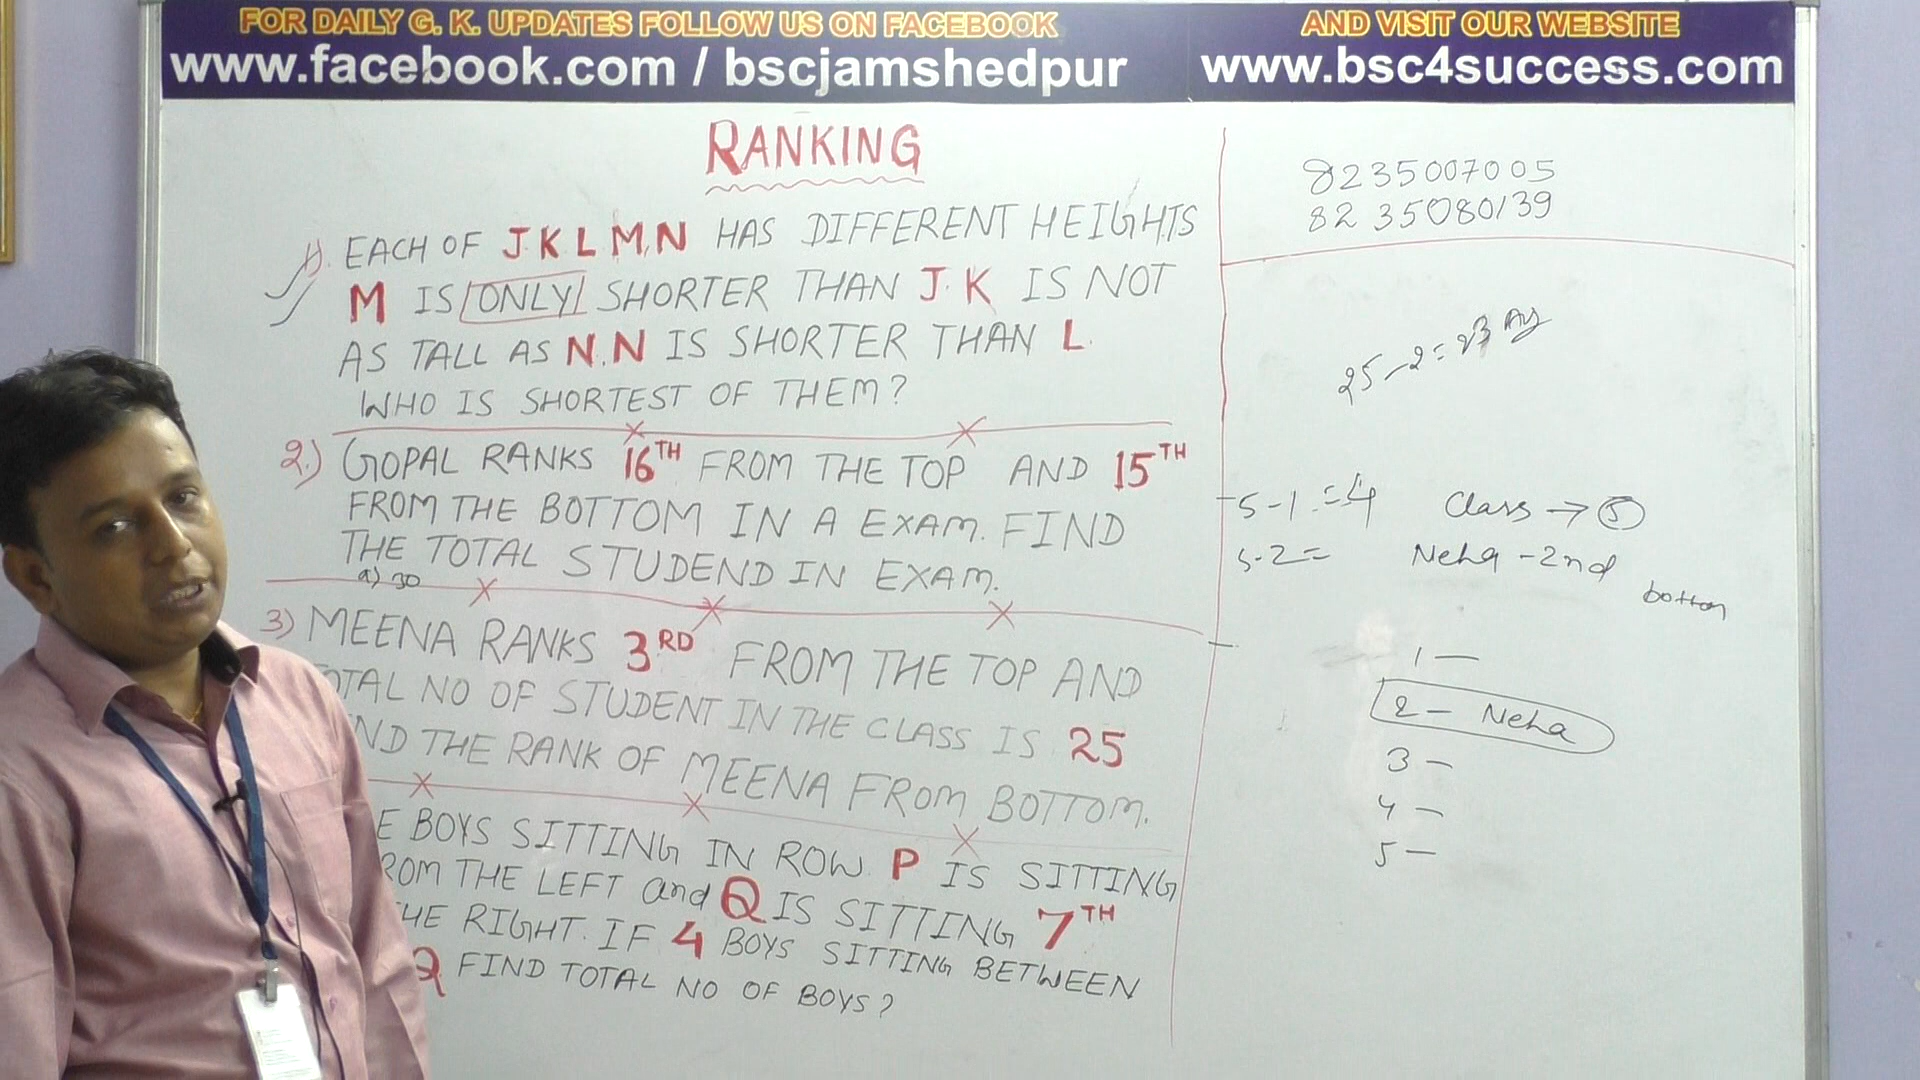 FOR DAILY G. K. UPDATES FOLLOW US ON FACEBOOK
www.facebook.com / bscjamshedpur
AND VISIT OUR WEBSITE
www.bsc4success.com
RANKING
1). EACH OF J.K L M.N HAS DIFFERENT HEIGHTS
M IS ONLY SHORTER THAN J. K IS NOT
AS TALL AS N. N IS SHORTER THAN L.
WHO IS SHORTEST OF THEM?
2.) GOPAL RANKS 16TH FROM THE TOP AND 15TH
FROM THE BOTTOM IN A EXAM. FIND
THE TOTAL STUDEND IN EXAM.
a) 30
3) MEENA RANKS 3RD FROM THE TOP AND
OTAL NO OF STUDENT IN THE CLASS IS 25
ND THE RANK OF MEENA FROM BOTTOM.
E BOYS SITTING IN ROW. P IS SITTING
ROM THE LEFT and Q IS SITTING 7TH
HE RIGHT. IF 4 BOYS SITTING BETWEEN
Q FIND TOTAL NO OF BOYS?
8235007005
8235080139
25-2=23
5-1=4
5-2=
Class → 5
Neha - 2nd
bottom
1 —
2 — Neha
3 —
4 —
5 —